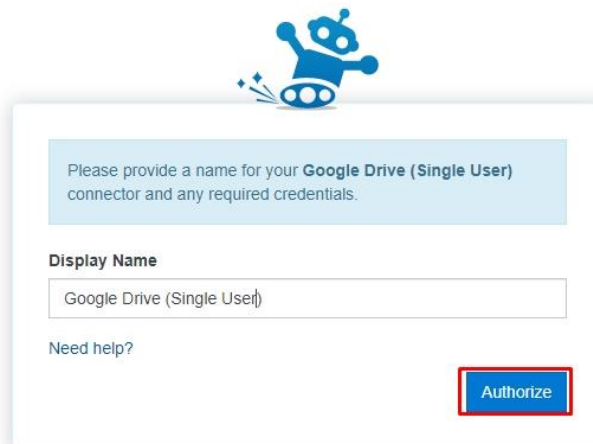 Please provide a name for your Google Drive (Single User)
connector and any required credentials.
Display Name
Google Drive (Single User)
Need help?
Authorize